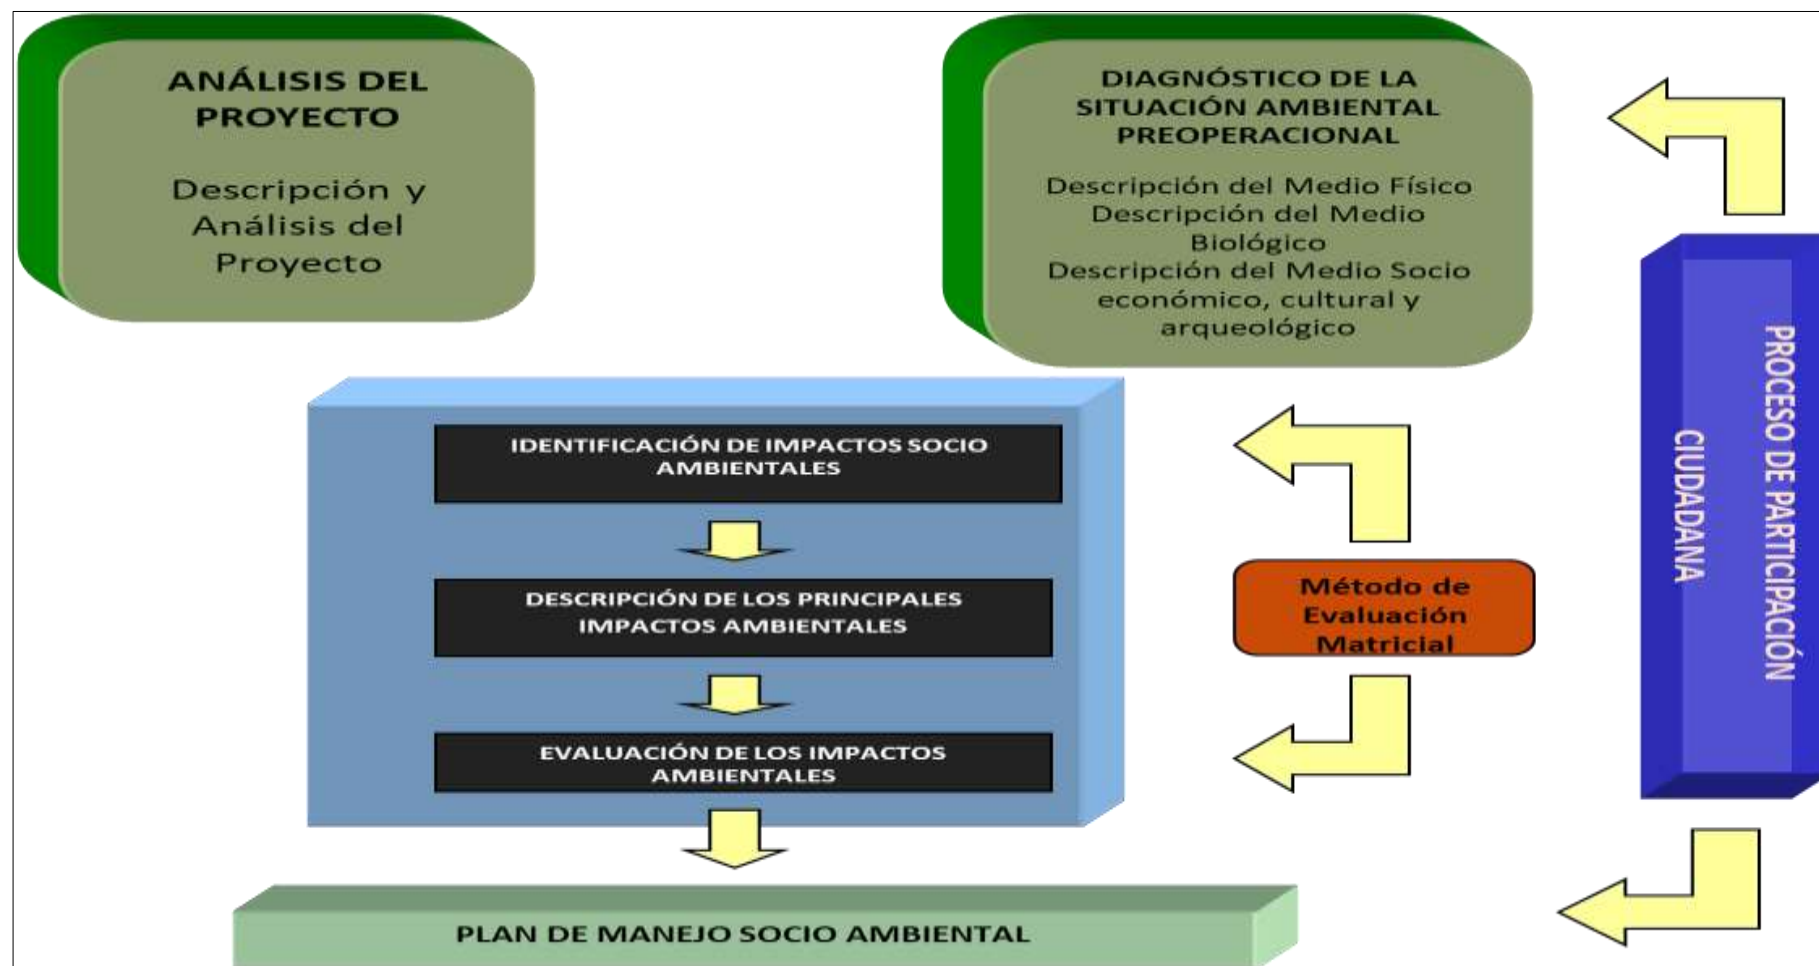 ANÁLISIS DEL
PROYECTO
Descripción y
Análisis del
Proyecto
DIAGNÓSTICO DE LA
SITUACIÓN AMBIENTAL
PREOPERACIONAL
Descripción del Medio Físico
Descripción del Medio
Biológico
Descripción del Medio Socio
económico, cultural y
arqueológico
IDENTIFICACIÓN DE IMPACTOS SOCIO
AMBIENTALES
DESCRIPCIÓN DE LOS PRINCIPALES
IMPACTOS AMBIENTALES
EVALUACIÓN DE LOS IMPACTOS
AMBIENTALES
Método de
Evaluación
Matricial
PROCESO DE PARTICIPACIÓN
CIUDADANA
PLAN DE MANEJO SOCIO AMBIENTAL